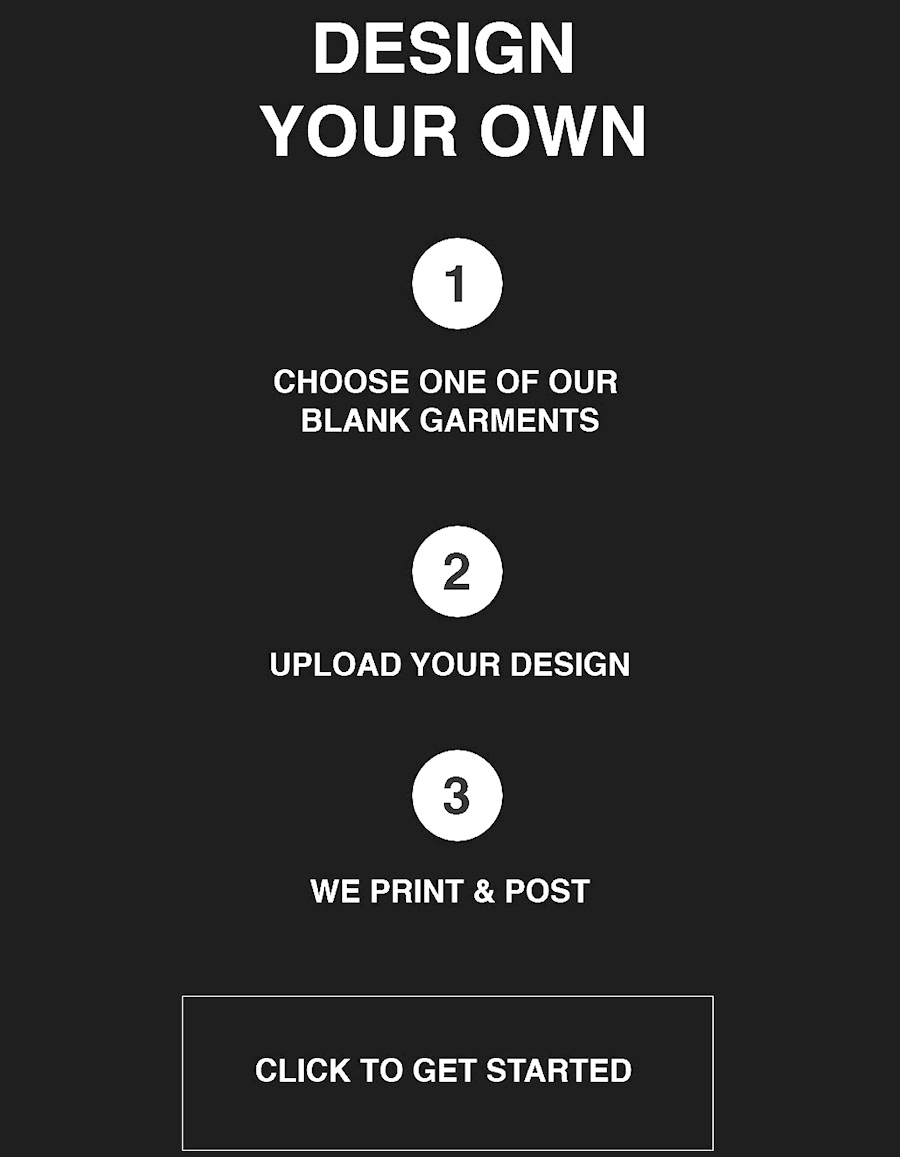 DESIGN
YOUR OWN
1
CHOOSE ONE OF OUR
BLANK GARMENTS
2
UPLOAD YOUR DESIGN
3
WE PRINT & POST
CLICK TO GET STARTED